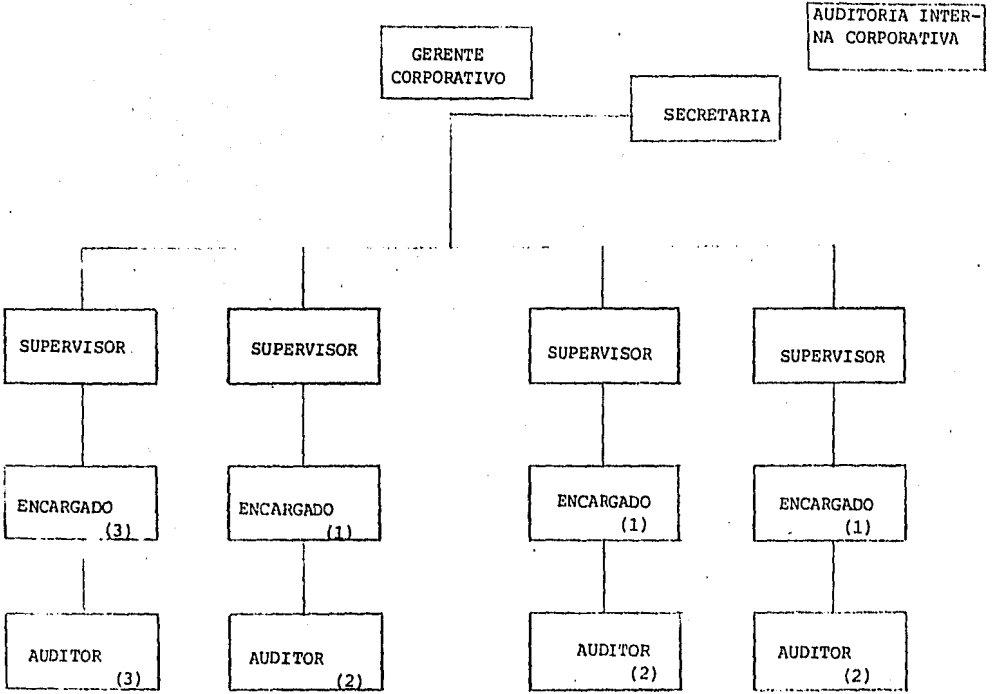 AUDITORIA INTER-
NA CORPORATIVA
GERENTE
CORPORATIVO
SECRETARIA
SUPERVISOR
SUPERVISOR
SUPERVISOR
SUPERVISOR
ENCARGADO
(3)
ENCARGADO
(1)
ENCARGADO
(1)
ENCARGADO
(1)
AUDITOR
(3)
AUDITOR
(2)
AUDITOR
(2)
AUDITOR
(2)